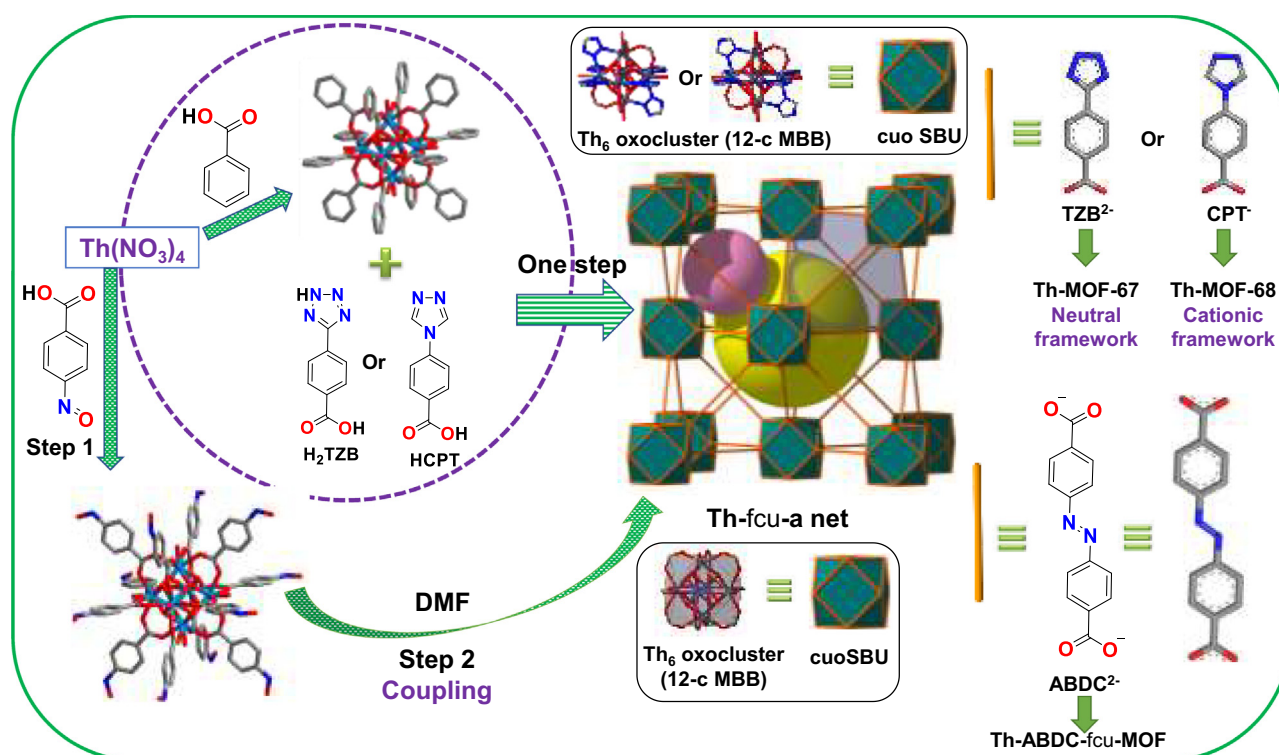 HO
O
Th(NO3)4
HO
O
N
O
Step 1
HN-N
N
N
Or
O
OH
H2TZB
N-N
N
O
OH
HCPT
One step
Or
Th6 oxocluster (12-c MBB)
cuo SBU
Or
TZB2-
CPT-
Th-MOF-67
Neutral
framework
Th-MOF-68
Cationic
framework
Th-fcu-a net
DMF
Step 2
Coupling
Th6 oxocluster
(12-c MBB)
cuoSBU
O-
O
N
N
O
O-
ABDC2-
Th-ABDC-fcu-MOF